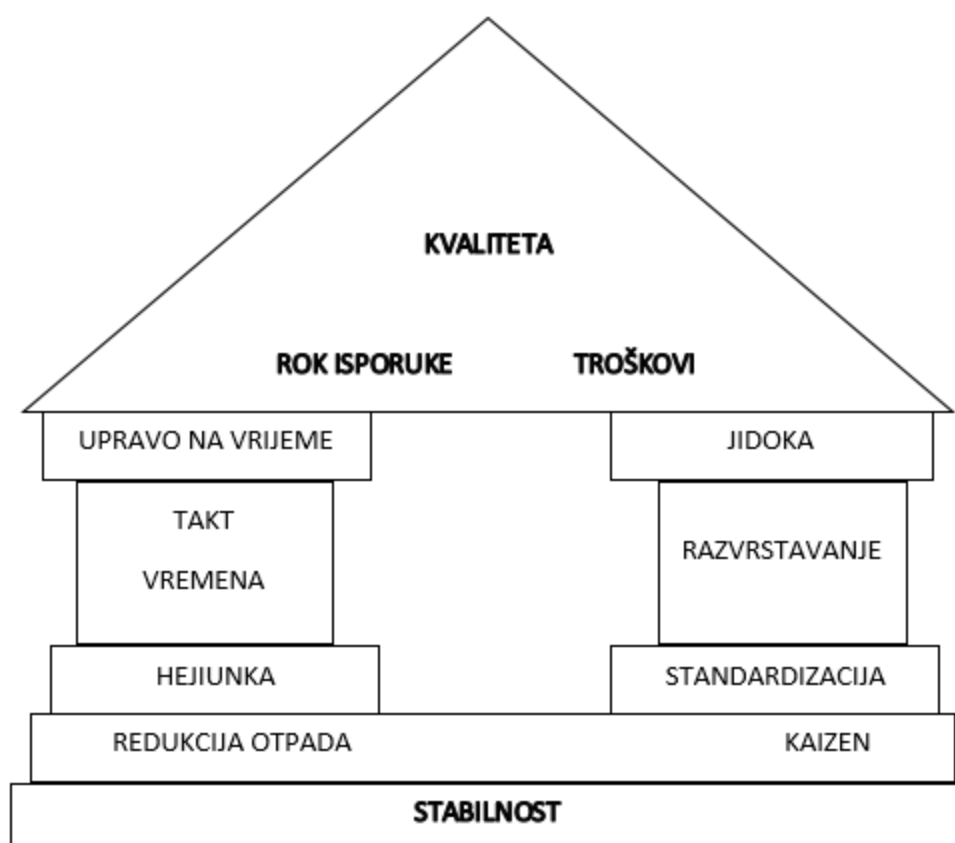 KVALITETA
ROK ISPORUKE
TROŠKOVI
UPRAVO NA VRIJEME
JIDOKA
TAKT
VREMENA
RAZVRSTAVANJE
HEJIUNKA
STANDARDIZACIJA
REDUKCIJA OTPADA
KAIZEN
STABILNOST